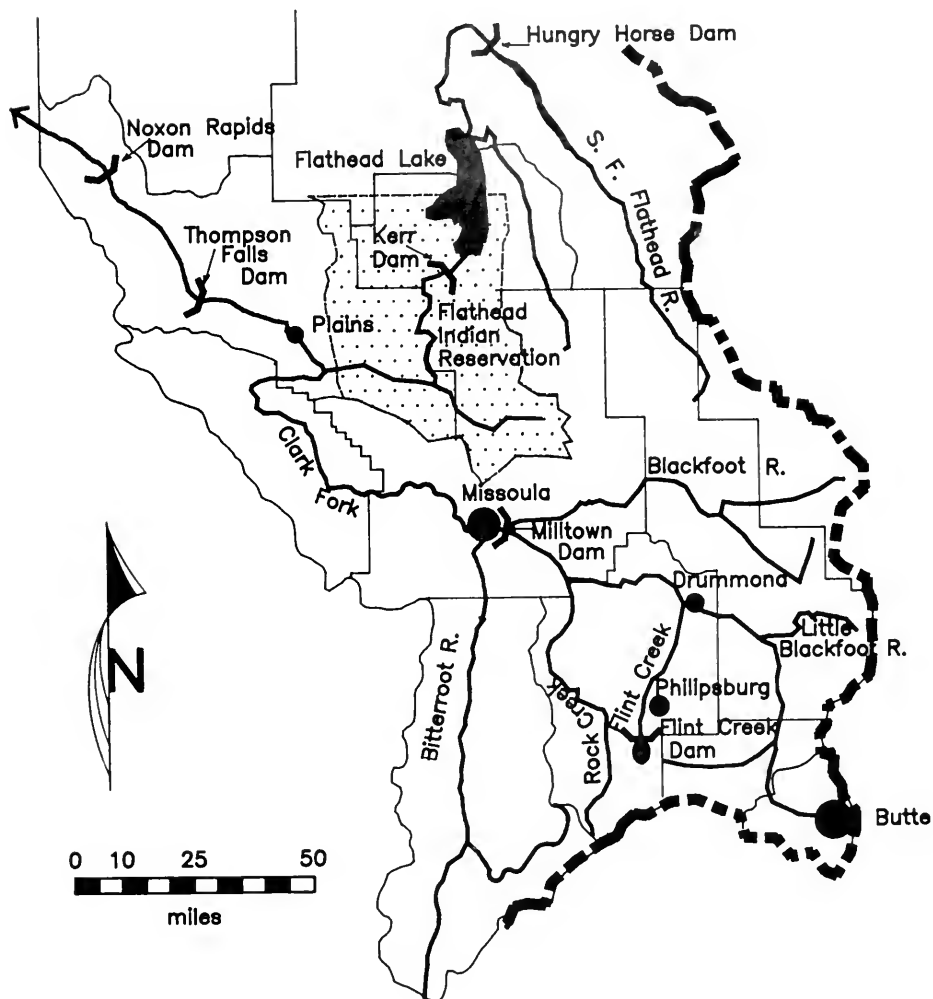 Hungry Horse Dam
Noxon Rapids
Dam
Flathead Lake
S. F. Flathead R.
Thompson
Falls
Dam
Kerr
Dam
Plains
Flathead
Indian
Reservation
Clark
Fork
Blackfoot R.
Missoula
Milltown
Dam
Drummond
Little
Blackfoot R.
N
Bitterroot R.
Rock Creek
Flint Creek
Philipsburg
Flint Creek
Dam
Butte
0 10 25 50
miles